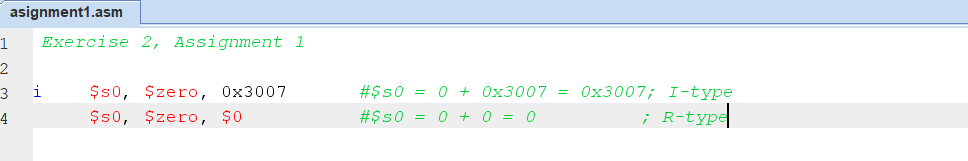 asignment1.asm
1 Exercise 2, Assignment 1
2
3 i $s0, $zero, 0x3007 #$s0 = 0 + 0x3007 = 0x3007; I-type
4 $s0, $zero, $0 #$s0 = 0 + 0 = 0 ; R-type